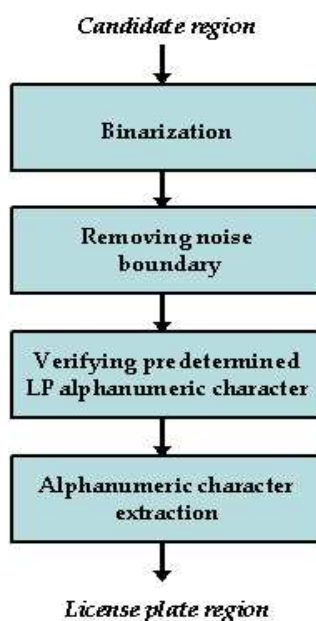 Candidate region
Binarization
Removing noise
boundary
Verifying predetermined
LP alphanumeric character
Alphanumeric character
extraction
License plate region